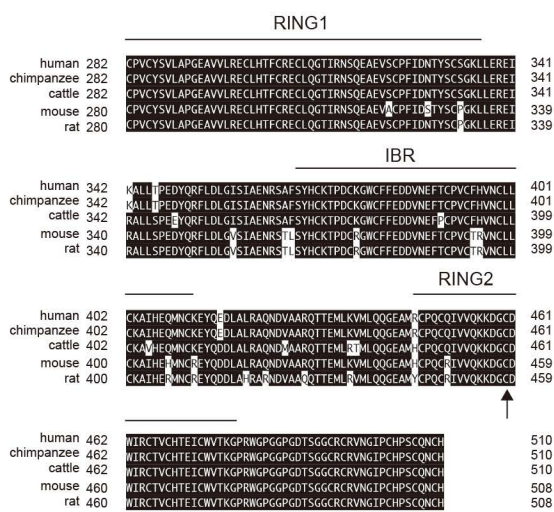 RING1
human 282 CPVCYSVLAPGEAVVLRECLHTFCRECLQGTIRNSQEAEVSCPFIDNTYSCSGKLLEREI 341
chimpanzee 282 CPVCYSVLAPGEAVVLRECLHTFCRECLQGTIRNSQEAEVSCPFIDNTYSCSGKLLEREI 341
cattle 282 CPVCYSVLAPGEAVVLRECLHTFCRECLQGTIRNSQEAEVSCPFIDNTYSCSGKLLEREI 341
mouse 280 CPVCYSVLAPGEAVVLRECLHTFCRECLQGTIRNSQEAEVACPFIDSTYSCPGKLLEREI 339
rat 280 CPVCYSVLAPGEAVVLRECLHTFCRECLQGTIRNSQEAEVSCPFIDNTYSCPGKLLEREI 339
IBR
human 342 KALLTPEDYQRFLDLGISIAENRSAFSYHCKTPDCKGWCFFEDDVNEFTCPVCFHVNCLL 401
chimpanzee 342 KALLTPEDYQRFLDLGISIAENRSAFSYHCKTPDCKGWCFFEDDVNEFTCPVCFHVNCLL 401
cattle 342 RALLSPEEYQRFLDLGISIAENRSAFSYHCKTPDCKGWCFFEDDVNEFPCPVCFHVNCLL 399
mouse 340 RALLSPEDYQRFLDLGVSIAENRSTLSYHCKTPDCRGWCFFEDDVNEFTCPVCTRVNCLL 399
rat 340 RALLSPEDYQRFLDLGISIAENRSAFSYHCKTPDCKGWCFFEDDVNEFTCPVCFHVNCLL 399
RING2
human 402 CKAIHEQMNCKEYQEDLALRAQNDVAARQTTEMLKVMLQQGEAMRCPQCQIVVQKKDGCD 461
chimpanzee 402 CKAIHEQMNCKEYQEDLALRAQNDVAARQTTEMLKVMLQQGEAMRCPQCQIVVQKKDGCD 461
cattle 402 CKAVHEQMNCKEYQDDLALRAQNDVAARQTTEMLRTMLQQGEAMHCPQCQIVVQKKDGCD 461
mouse 400 CKAIHEHMNCREYQDDLALRAQNDVAARQTTEMLKVMLQQGEAMHCPQCRIVVQKKDGCD 459
rat 400 CKAIHERMNCKEYQDDLAHRARNDVAAQQTTEMLRVMLQQGEAMYCPQCRIVVQKKDGCD 459
human 462 WIRCTVCHTEICWVTKGPRWGPGGPGDTSGGCRCRVNGIPCHPSCQNCH 510
chimpanzee 462 WIRCTVCHTEICWVTKGPRWGPGGPGDTSGGCRCRVNGIPCHPSCQNCH 510
cattle 462 WIRCTVCHTEICWVTKGPRWGPGGPGDTSGGCRCRVNGIPCHPSCQNCH 510
mouse 460 WIRCTVCHTEICWVTKGPRWGPGGPGDTSGGCRCRVNGIPCHPSCQNCH 508
rat 460 WIRCTVCHTEICWVTKGPRWGPGGPGDTSGGCRCRVNGIPCHPSCQNCH 508